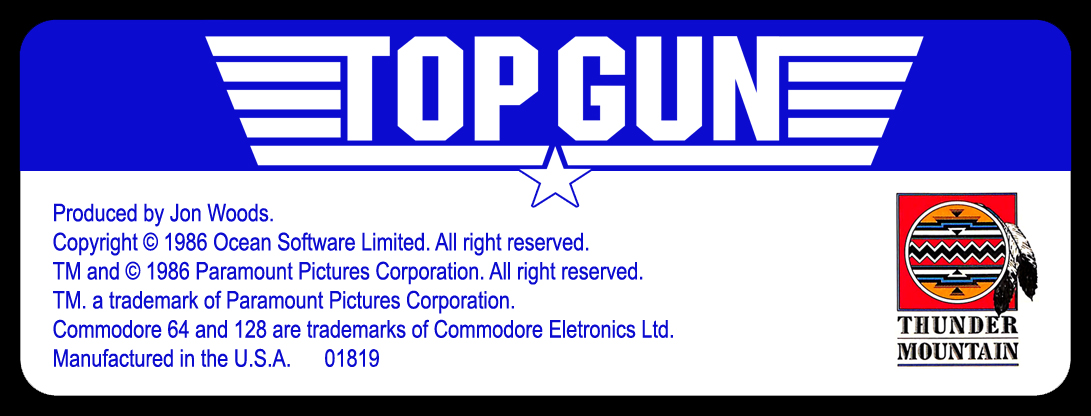 TOP GUN
Produced by Jon Woods.
Copyright © 1986 Ocean Software Limited. All right reserved.
TM and © 1986 Paramount Pictures Corporation. All right reserved.
TM. a trademark of Paramount Pictures Corporation.
Commodore 64 and 128 are trademarks of Commodore Eletronics Ltd.
Manufactured in the U.S.A. 01819
THUNDER
MOUNTAIN